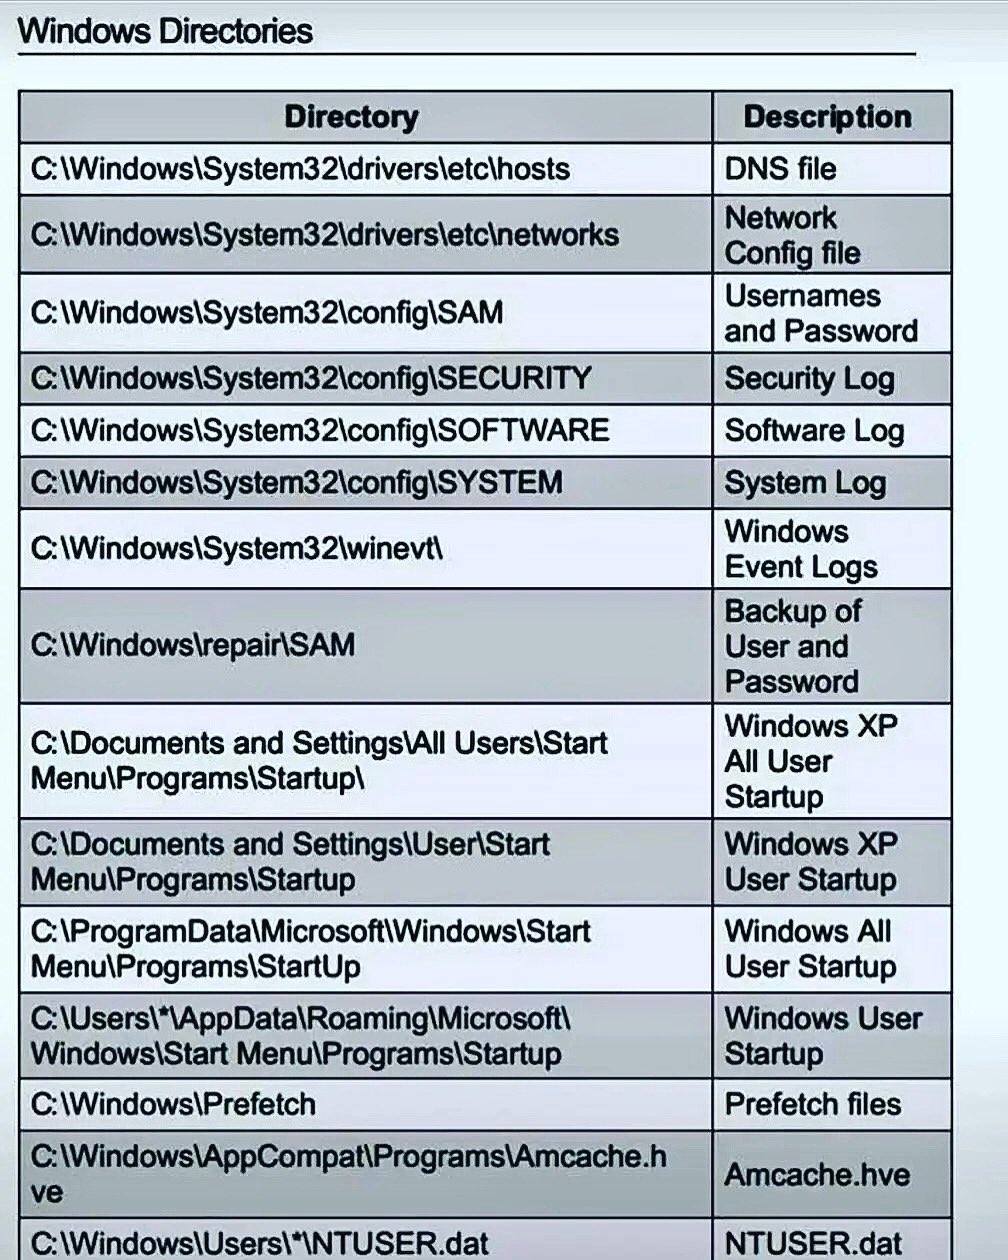 Windows Directories
Directory Description
C:\Windows\System32\drivers\etc\hosts DNS file
C:\Windows\System32\drivers\etc\networks Network
Config file
C:\Windows\System32\config\SAM Usernames
and Password
C:\Windows\System32\config\SECURITY Security Log
C:\Windows\System32\config\SOFTWARE Software Log
C:\Windows\System32\config\SYSTEM System Log
C:\Windows\System32\winevt\ Windows
Event Logs
C:\Windows\repair\SAM Backup of
User and
Password
C:\Documents and Settings\All Users\Start
Menu\Programs\Startup\ Windows XP
All User
Startup
C:\Documents and Settings\User\Start
Menu\Programs\Startup Windows XP
User Startup
C:\ProgramData\Microsoft\Windows\Start
Menu\Programs\StartUp Windows All
User Startup
C:\Users\*\AppData\Roaming\Microsoft\
Windows\Start Menu\Programs\Startup Windows User
Startup
C:\Windows\Prefetch Prefetch files
C:\Windows\AppCompat\Programs\Amcache.h
ve Amcache.hve
C:\Windows\Users\*\NTUSER.dat NTUSER.dat